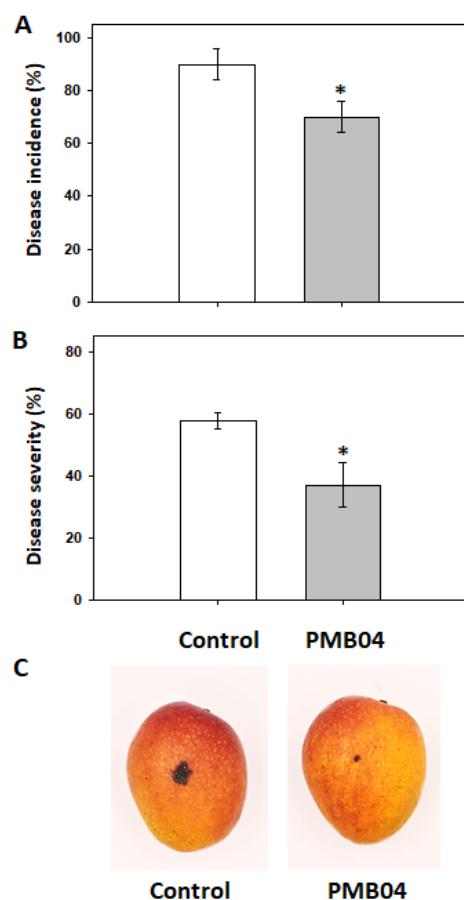 A
Disease incidence (%)
100
80
60
40
20
0
*
B
Disease severity (%)
80
60
40
20
0
*
Control PMB04
C
Control PMB04